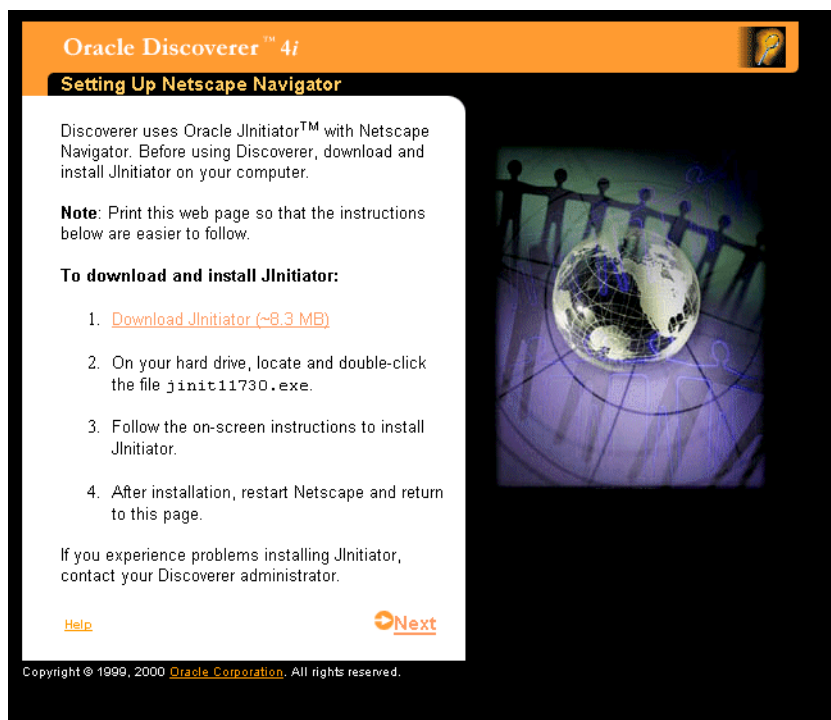 Oracle Discoverer™ 4i
Setting Up Netscape Navigator
Discoverer uses Oracle JInitiator™ with Netscape
Navigator. Before using Discoverer, download and
install JInitiator on your computer.
Note: Print this web page so that the instructions
below are easier to follow.
To download and install JInitiator:
1. Download JInitiator (~8.3 MB)
2. On your hard drive, locate and double-click
the file jinit11730.exe.
3. Follow the on-screen instructions to install
JInitiator.
4. After installation, restart Netscape and return
to this page.
If you experience problems installing JInitiator,
contact your Discoverer administrator.
Help
Next
Copyright © 1999, 2000 Oracle Corporation. All rights reserved.